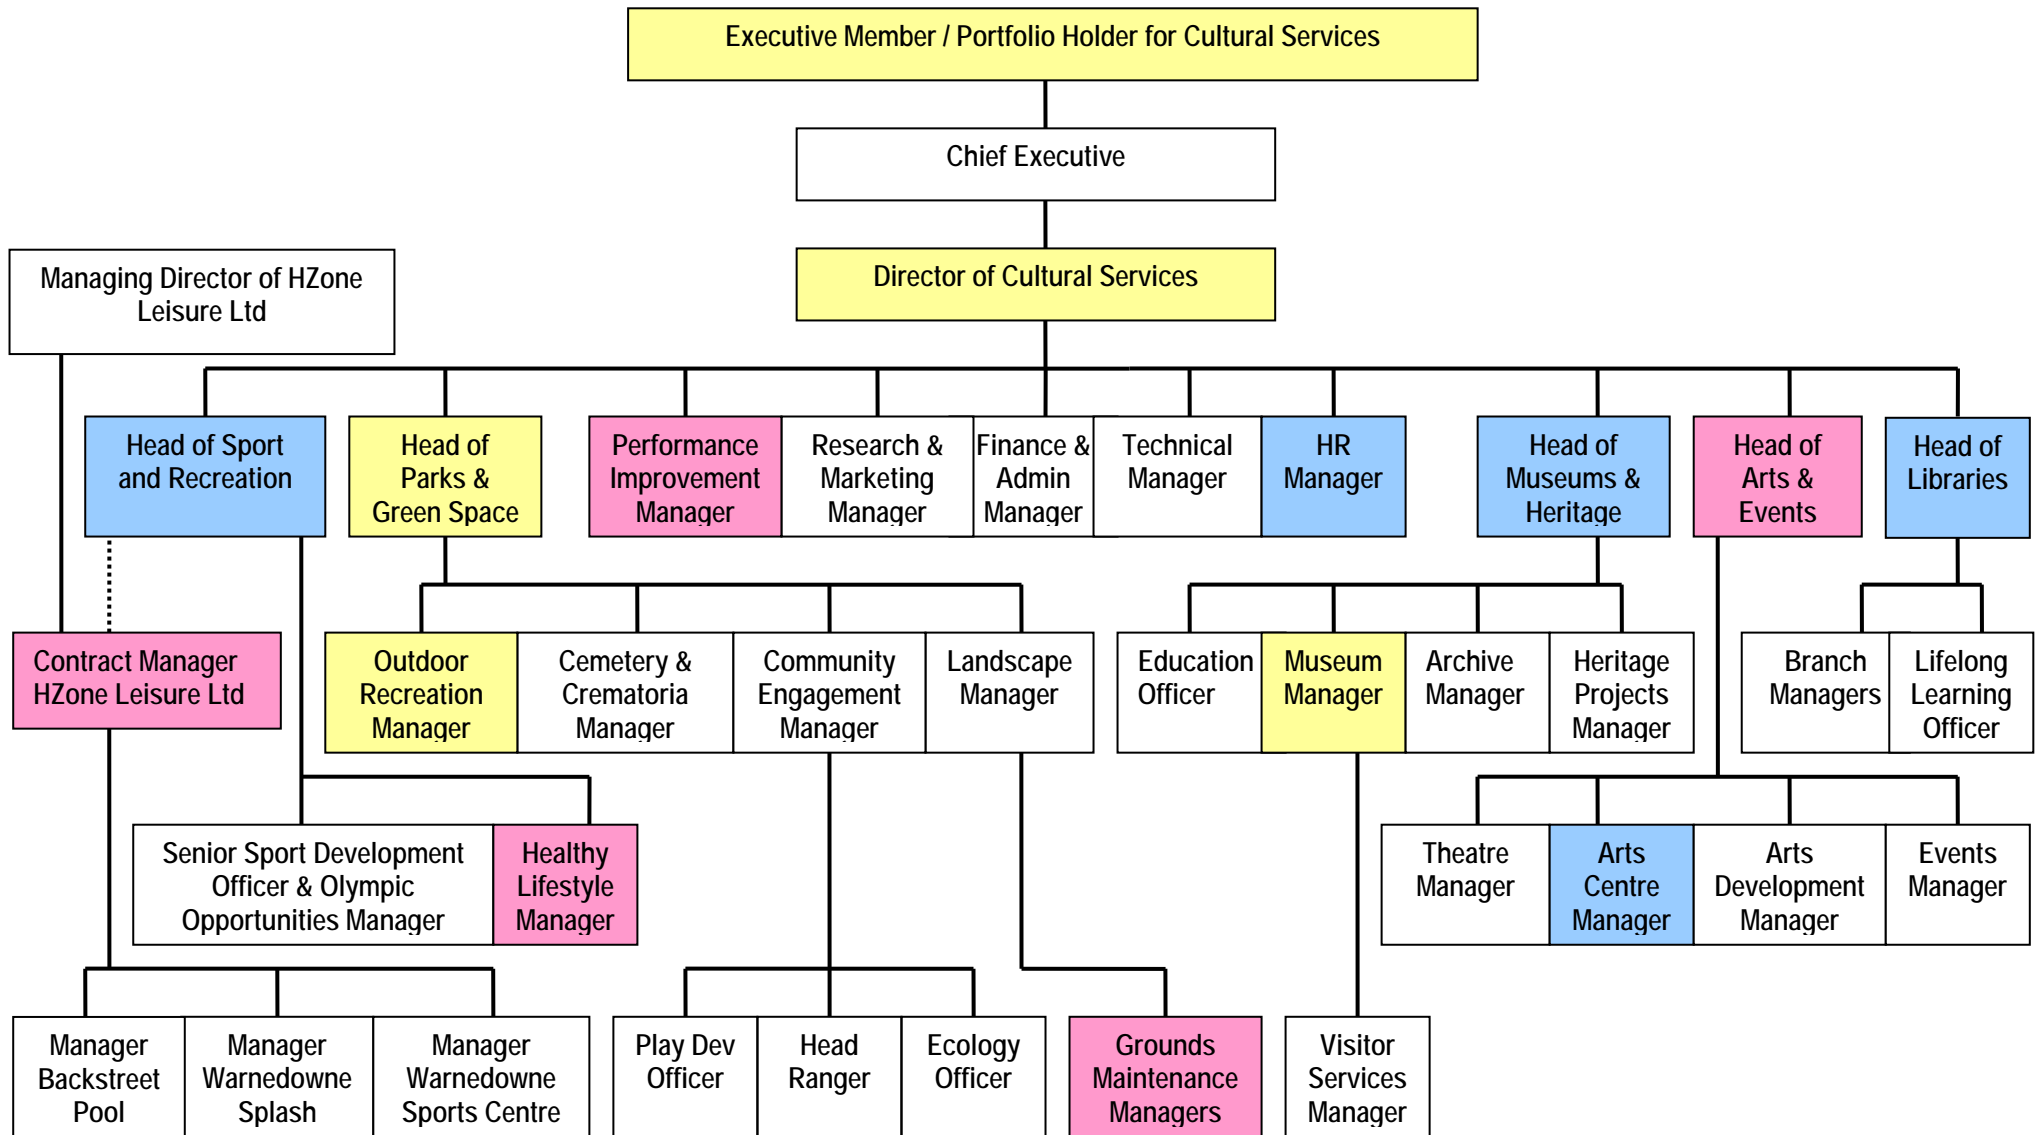 Executive Member / Portfolio Holder for Cultural Services
Chief Executive
Managing Director of HZone
Leisure Ltd
Director of Cultural Services
Head of Sport
and Recreation
Head of
Parks &
Green Space
Performance
Improvement
Manager
Research &
Marketing
Manager
Finance &
Admin
Manager
Technical
Manager
HR
Manager
Head of
Museums &
Heritage
Head of
Arts &
Events
Head of
Libraries
Contract Manager
HZone Leisure Ltd
Outdoor
Recreation
Manager
Cemetery &
Crematoria
Manager
Community
Engagement
Manager
Landscape
Manager
Education
Officer
Museum
Manager
Archive
Manager
Heritage
Projects
Manager
Branch
Managers
Lifelong
Learning
Officer
Senior Sport Development
Officer & Olympic
Opportunities Manager
Healthy
Lifestyle
Manager
Theatre
Manager
Arts
Centre
Manager
Arts
Development
Manager
Events
Manager
Manager
Backstreet
Pool
Manager
Warnedowne
Splash
Manager
Warnedowne
Sports Centre
Play Dev
Officer
Head
Ranger
Ecology
Officer
Grounds
Maintenance
Managers
Visitor
Services
Manager